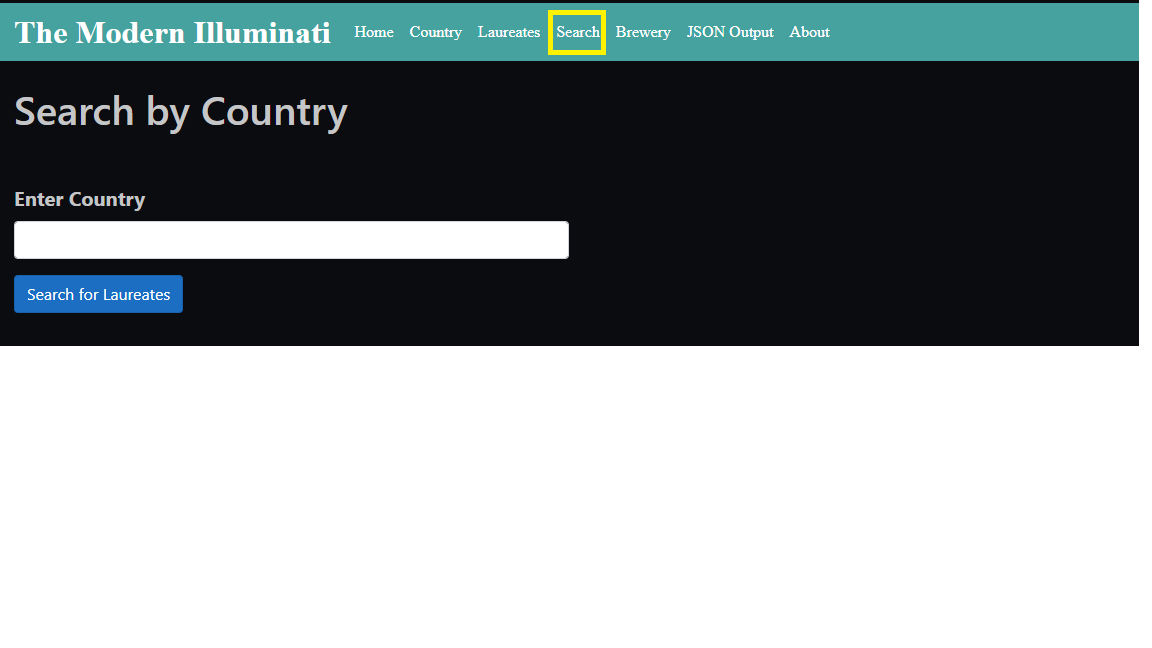 The Modern Illuminati Home Country Laureates Search Brewery JSON Output About
Search by Country
Enter Country
Search for Laureates